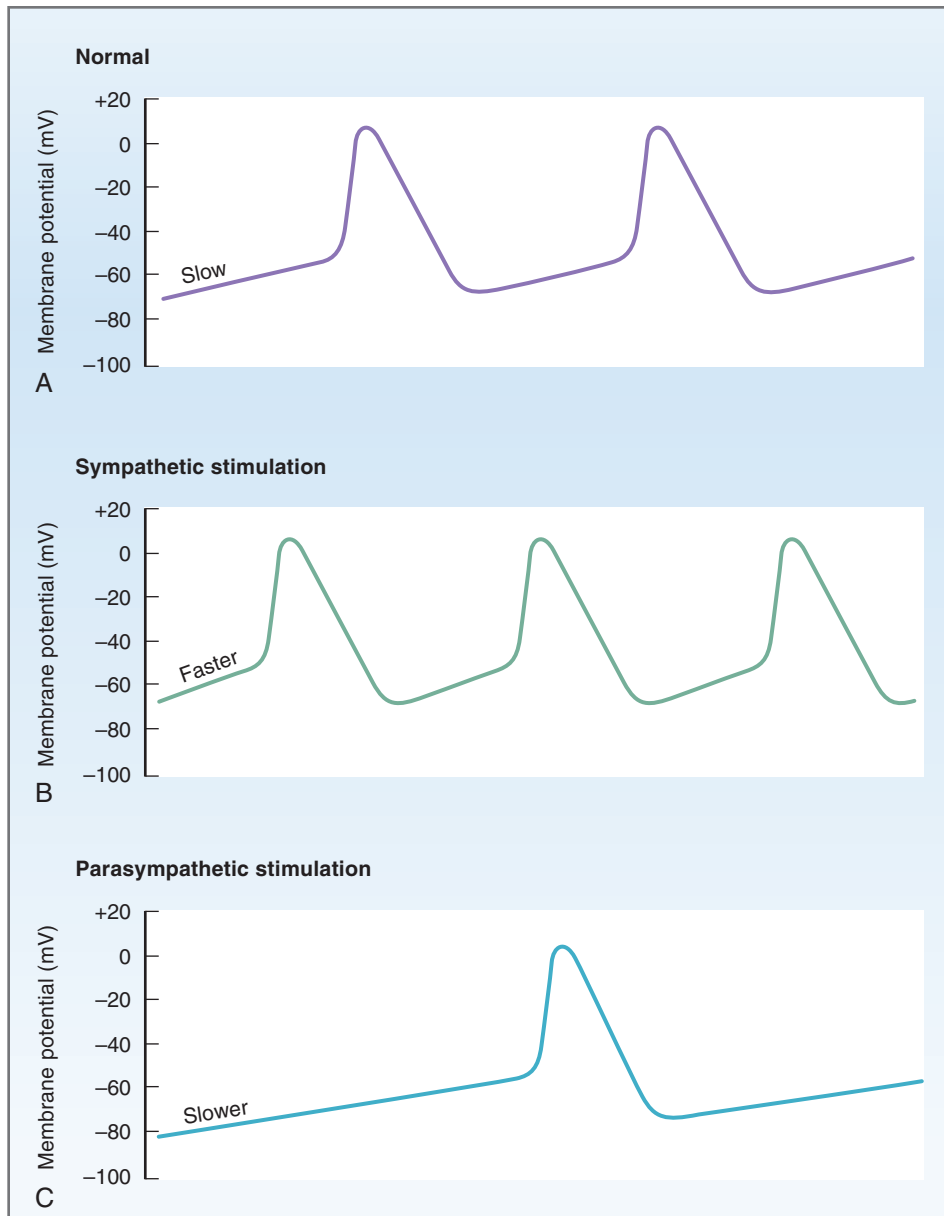 Normal
Membrane potential (mV)
+20
0
–20
–40
–60
–80
–100
Slow
A
Sympathetic stimulation
Membrane potential (mV)
+20
0
–20
–40
–60
–80
–100
Faster
B
Parasympathetic stimulation
Membrane potential (mV)
+20
0
–20
–40
–60
–80
–100
Slower
C